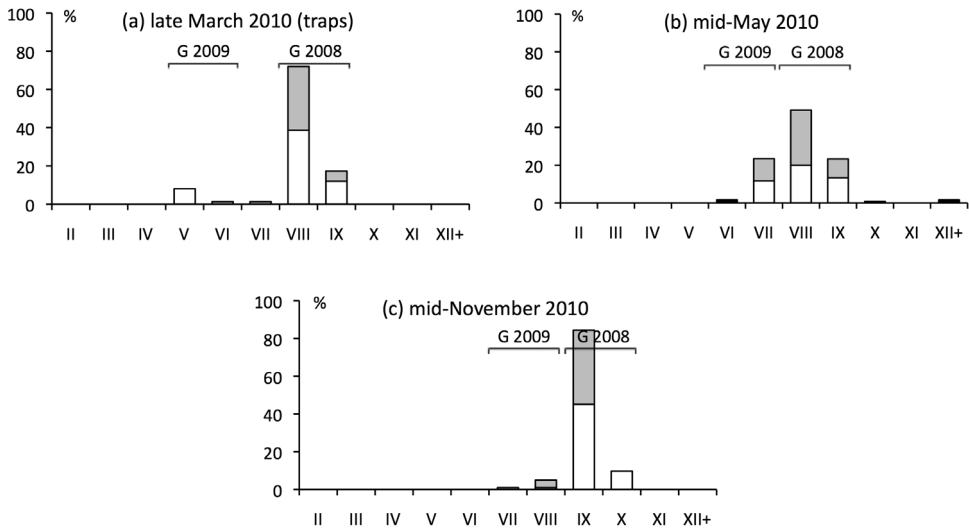 100 % (a) late March 2010 (traps)
G 2009 G 2008
80
60
40
20
0
II III IV V VI VII VIII IX X XI XII+
100 % (b) mid-May 2010
G 2009 G 2008
80
60
40
20
0
II III IV V VI VII VIII IX X XI XII+
100 % (c) mid-November 2010
G 2009 G 2008
80
60
40
20
0
II III IV V VI VII VIII IX X XI XII+